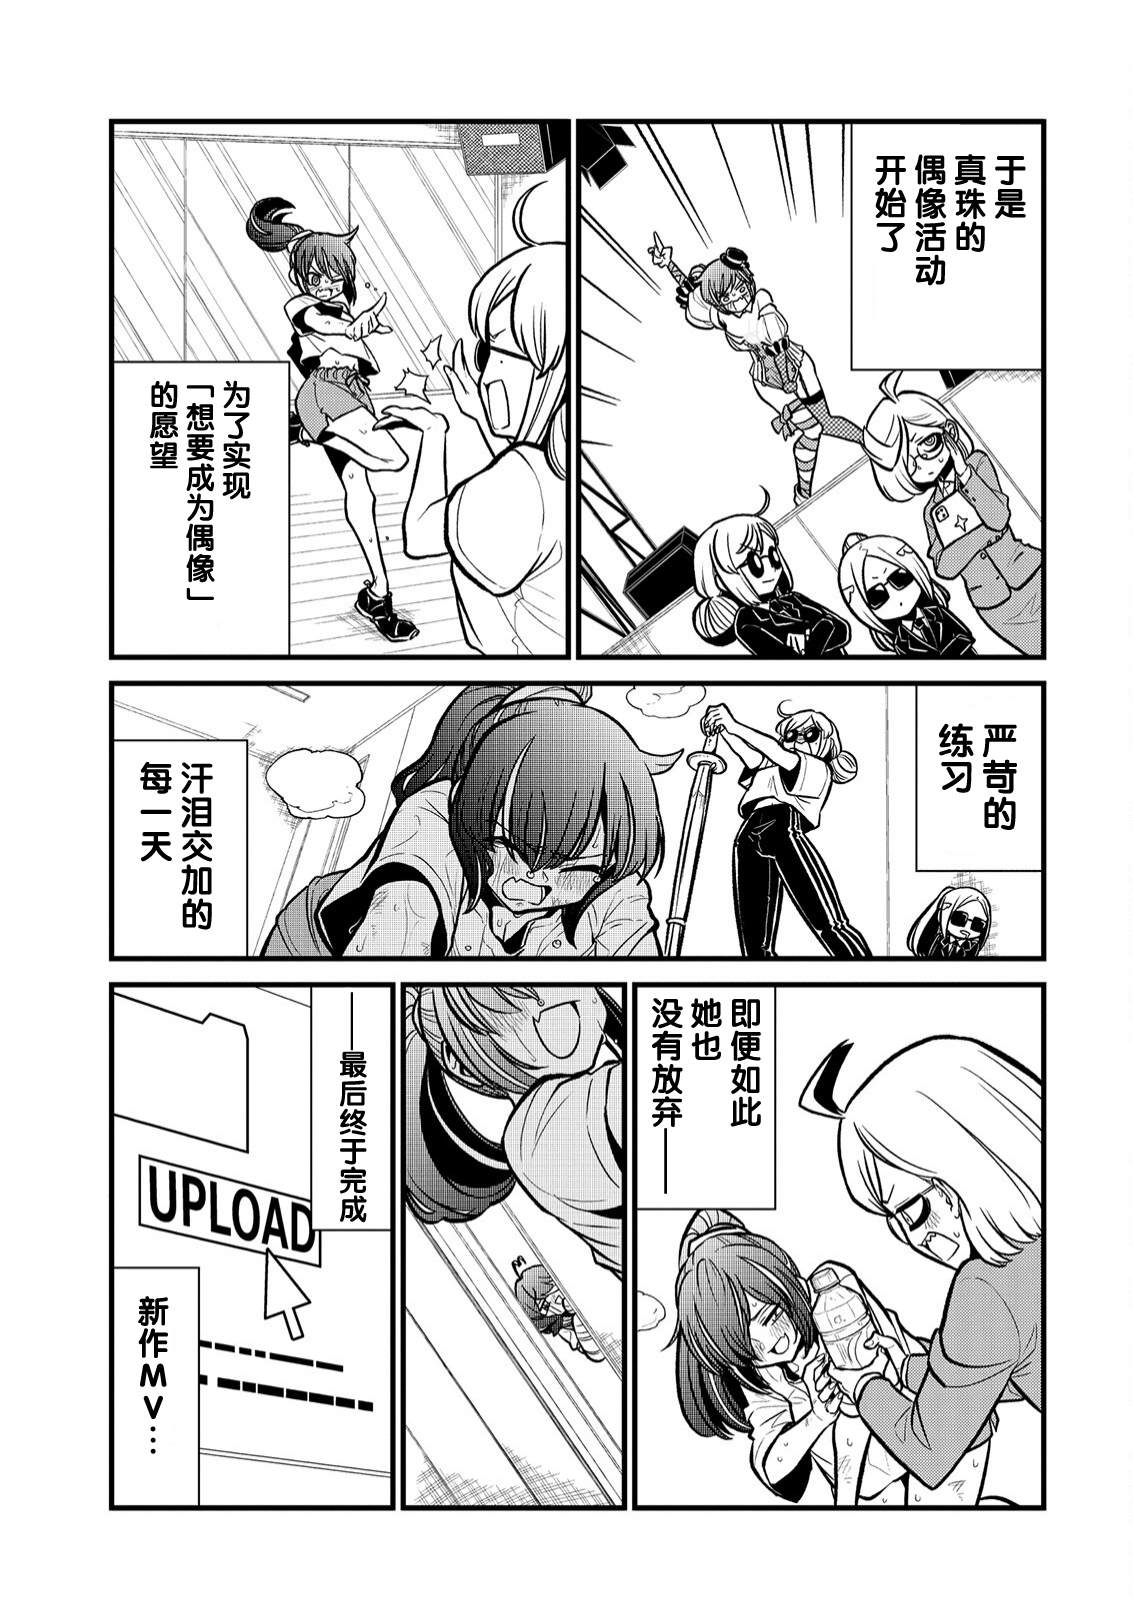 于是
真珠的
偶像活动
开始了
为了实现
「想要成为偶像」
的愿望
严苛的
练习
汗泪交加的
每一天
即便如此
她也
没有放弃——
——最后终于完成
UPLOAD
新作MV…